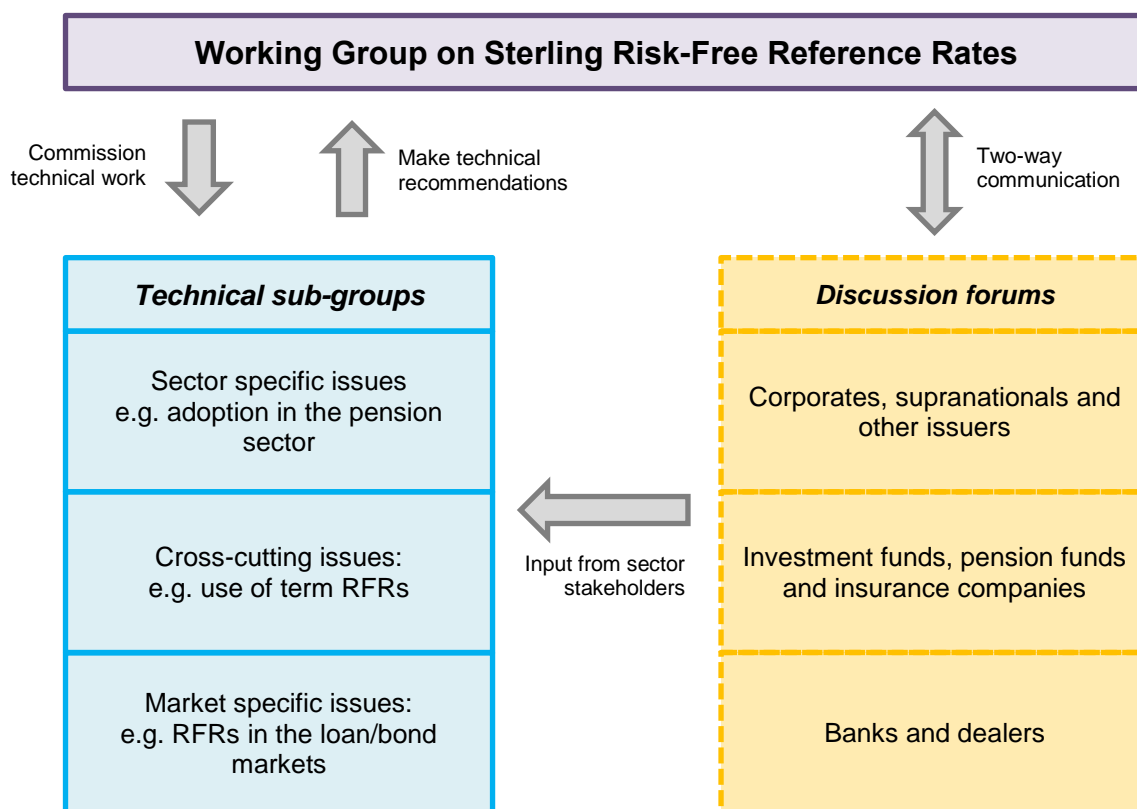 Working Group on Sterling Risk-Free Reference Rates
Commission
technical work
Make technical
recommendations
Two-way
communication
Technical sub-groups
Sector specific issues
e.g. adoption in the pension
sector
Cross-cutting issues:
e.g. use of term RFRs
Market specific issues:
e.g. RFRs in the loan/bond
markets
Input from sector
stakeholders
Discussion forums
Corporates, supranationals and
other issuers
Investment funds, pension funds
and insurance companies
Banks and dealers